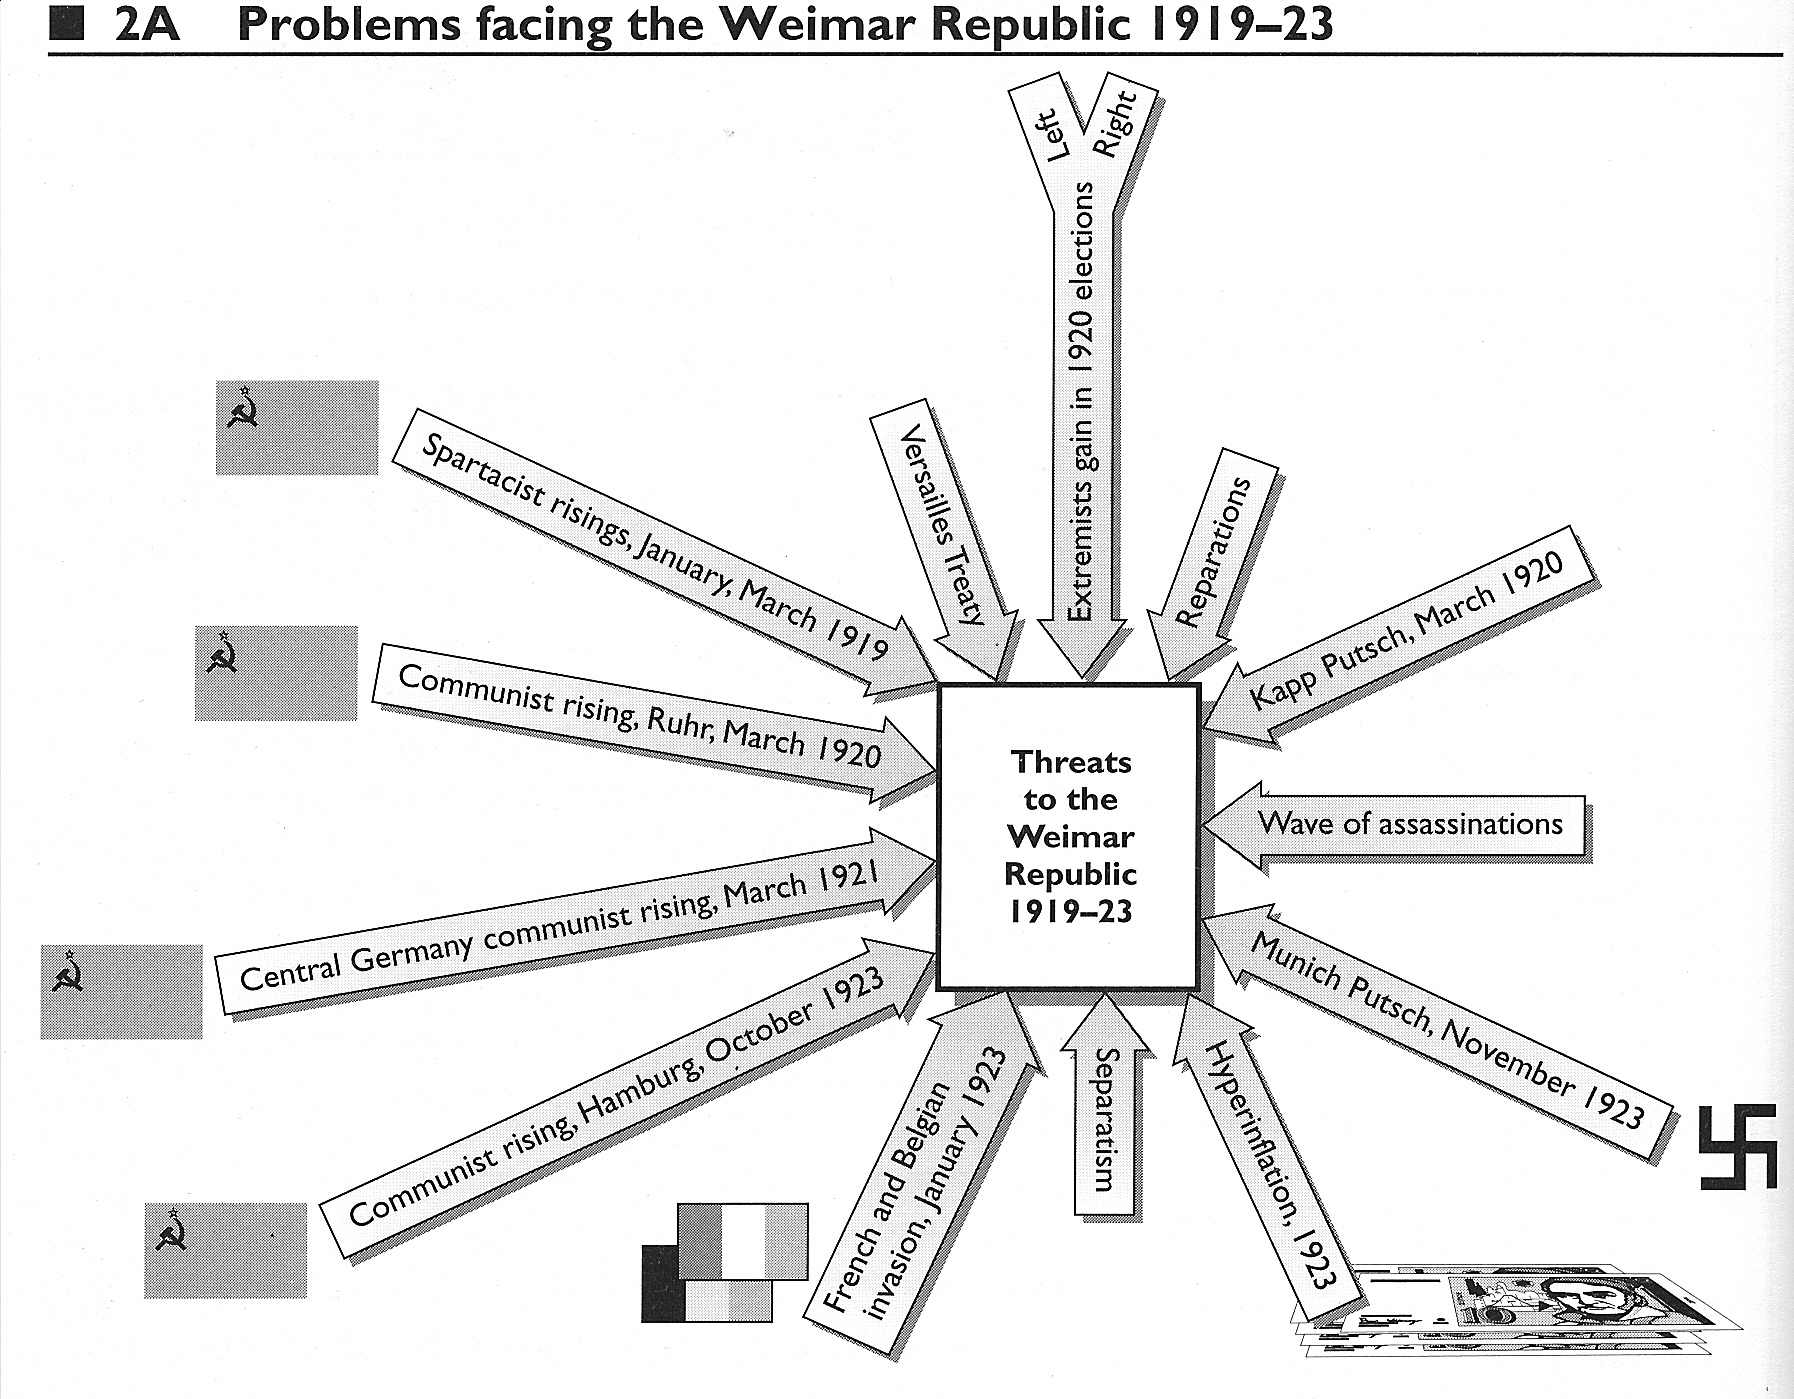 2A Problems facing the Weimar Republic 1919–23
Left
Right
Extremists gain in 1920 elections
Versailles Treaty
Reparations
Spartacist risings, January, March 1919
Kapp Putsch, March 1920
Communist rising, Ruhr, March 1920
Threats
to the
Weimar
Republic
1919–23
Wave of assassinations
Central Germany communist rising, March 1921
Munich Putsch, November 1923
Communist rising, Hamburg, October 1923
French and Belgian
invasion, January 1923
Separatism
Hyperinflation, 1923